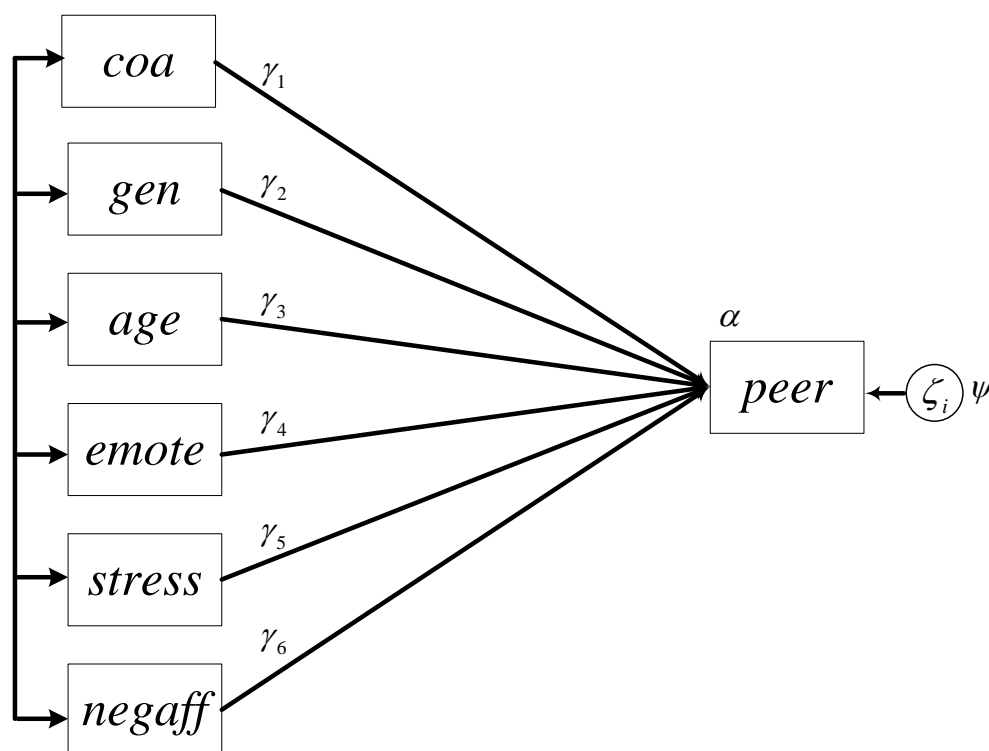 coa
γ₁
gen
γ₂
age
γ₃
α
peer
ζᵢ ψ
emote
γ₄
stress
γ₅
negaff
γ₆